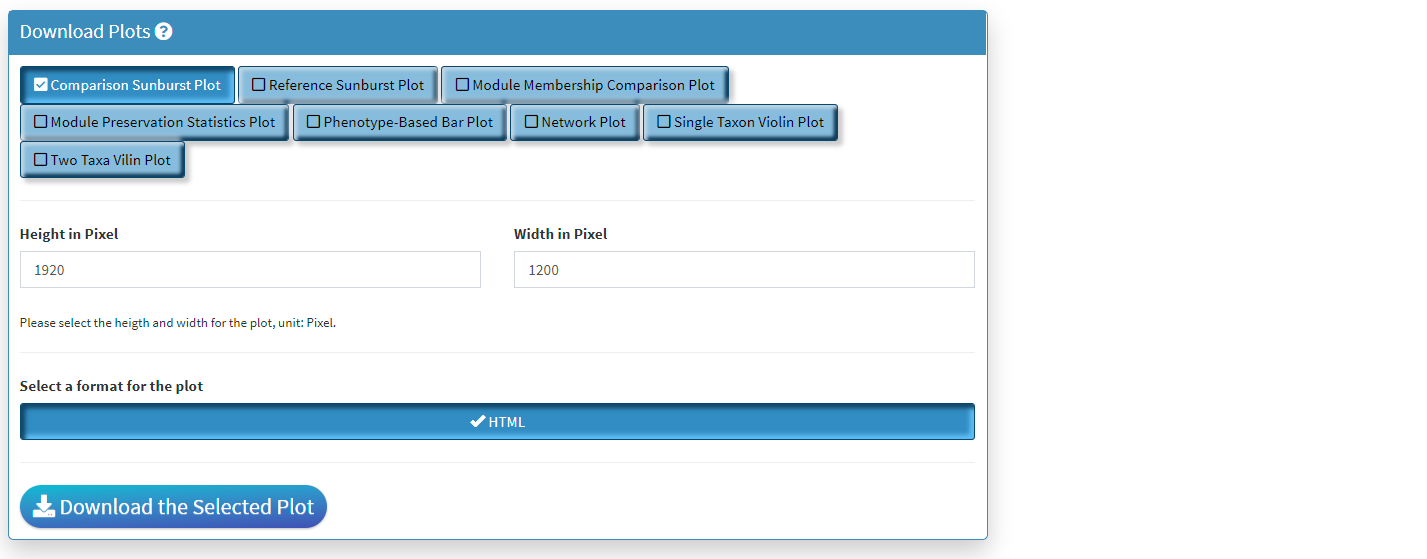 Download Plots
Comparison Sunburst Plot Reference Sunburst Plot Module Membership Comparison Plot
Module Preservation Statistics Plot Phenotype-Based Bar Plot Network Plot Single Taxon Violin Plot
Two Taxa Vilin Plot
Height in Pixel Width in Pixel
1920 1200
Please select the heigth and width for the plot, unit: Pixel.
Select a format for the plot
HTML
Download the Selected Plot